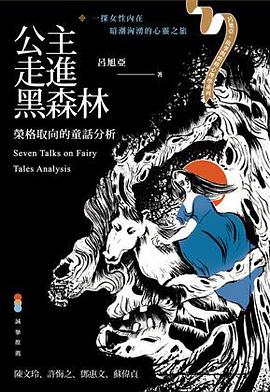 一探女性內在
暗潮洶湧的心靈之旅
公主
走進
黑森林
呂旭亞
著
榮格取向的童話分析
Seven Talks on Fairy
Tales Analysis
誠摯推薦
陳文玲、許悔之、鄧惠文、蘇偉貞